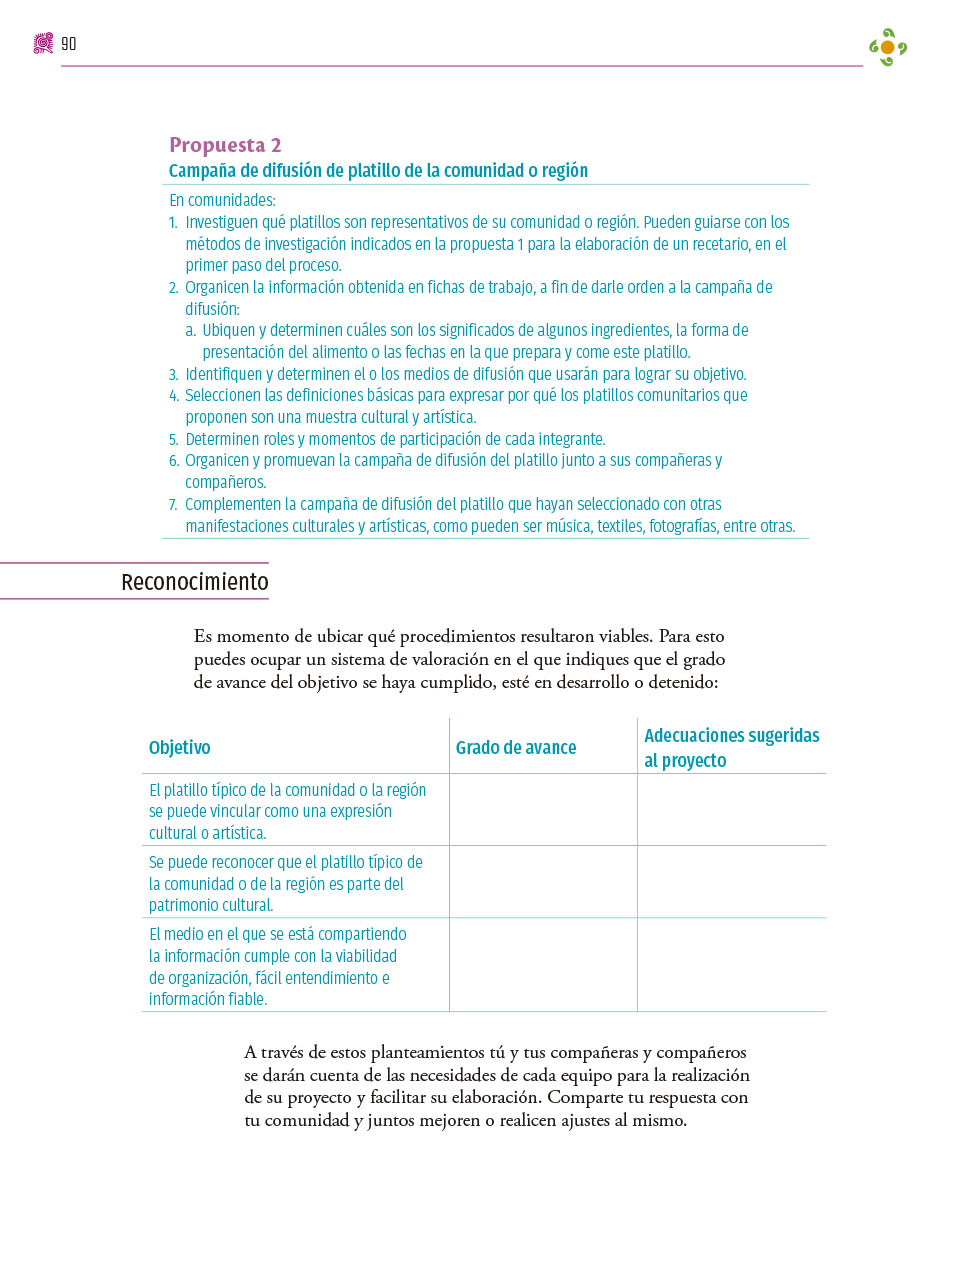 90
Propuesta 2
Campaña de difusión de platillo de la comunidad o región
En comunidades:
1. Investiguen qué platillos son representativos de su comunidad o región. Pueden guiarse con los
métodos de investigación indicados en la propuesta 1 para la elaboración de un recetario, en el
primer paso del proceso.
2. Organicen la información obtenida en fichas de trabajo, a fin de darle orden a la campaña de
difusión:
a. Ubiquen y determinen cuáles son los significados de algunos ingredientes, la forma de
presentación del alimento o las fechas en la que prepara y come este platillo.
3. Identifiquen y determinen el o los medios de difusión que usarán para lograr su objetivo.
4. Seleccionen las definiciones básicas para expresar por qué los platillos comunitarios que
proponen son una muestra cultural y artística.
5. Determinen roles y momentos de participación de cada integrante.
6. Organicen y promuevan la campaña de difusión del platillo junto a sus compañeras y
compañeros.
7. Complementen la campaña de difusión del platillo que hayan seleccionado con otras
manifestaciones culturales y artísticas, como pueden ser música, textiles, fotografías, entre otras.
Reconocimiento
Es momento de ubicar qué procedimientos resultaron viables. Para esto
puedes ocupar un sistema de valoración en el que indiques que el grado
de avance del objetivo se haya cumplido, esté en desarrollo o detenido:
Objetivo
Grado de avance
Adecuaciones sugeridas
al proyecto
El platillo típico de la comunidad o la región
se puede vincular como una expresión
cultural o artística.
Se puede reconocer que el platillo típico de
la comunidad o de la región es parte del
patrimonio cultural.
El medio en el que se está compartiendo
la información cumple con la viabilidad
de organización, fácil entendimiento e
información fiable.
A través de estos planteamientos tú y tus compañeras y compañeros
se darán cuenta de las necesidades de cada equipo para la realización
de su proyecto y facilitar su elaboración. Comparte tu respuesta con
tu comunidad y juntos mejoren o realicen ajustes al mismo.